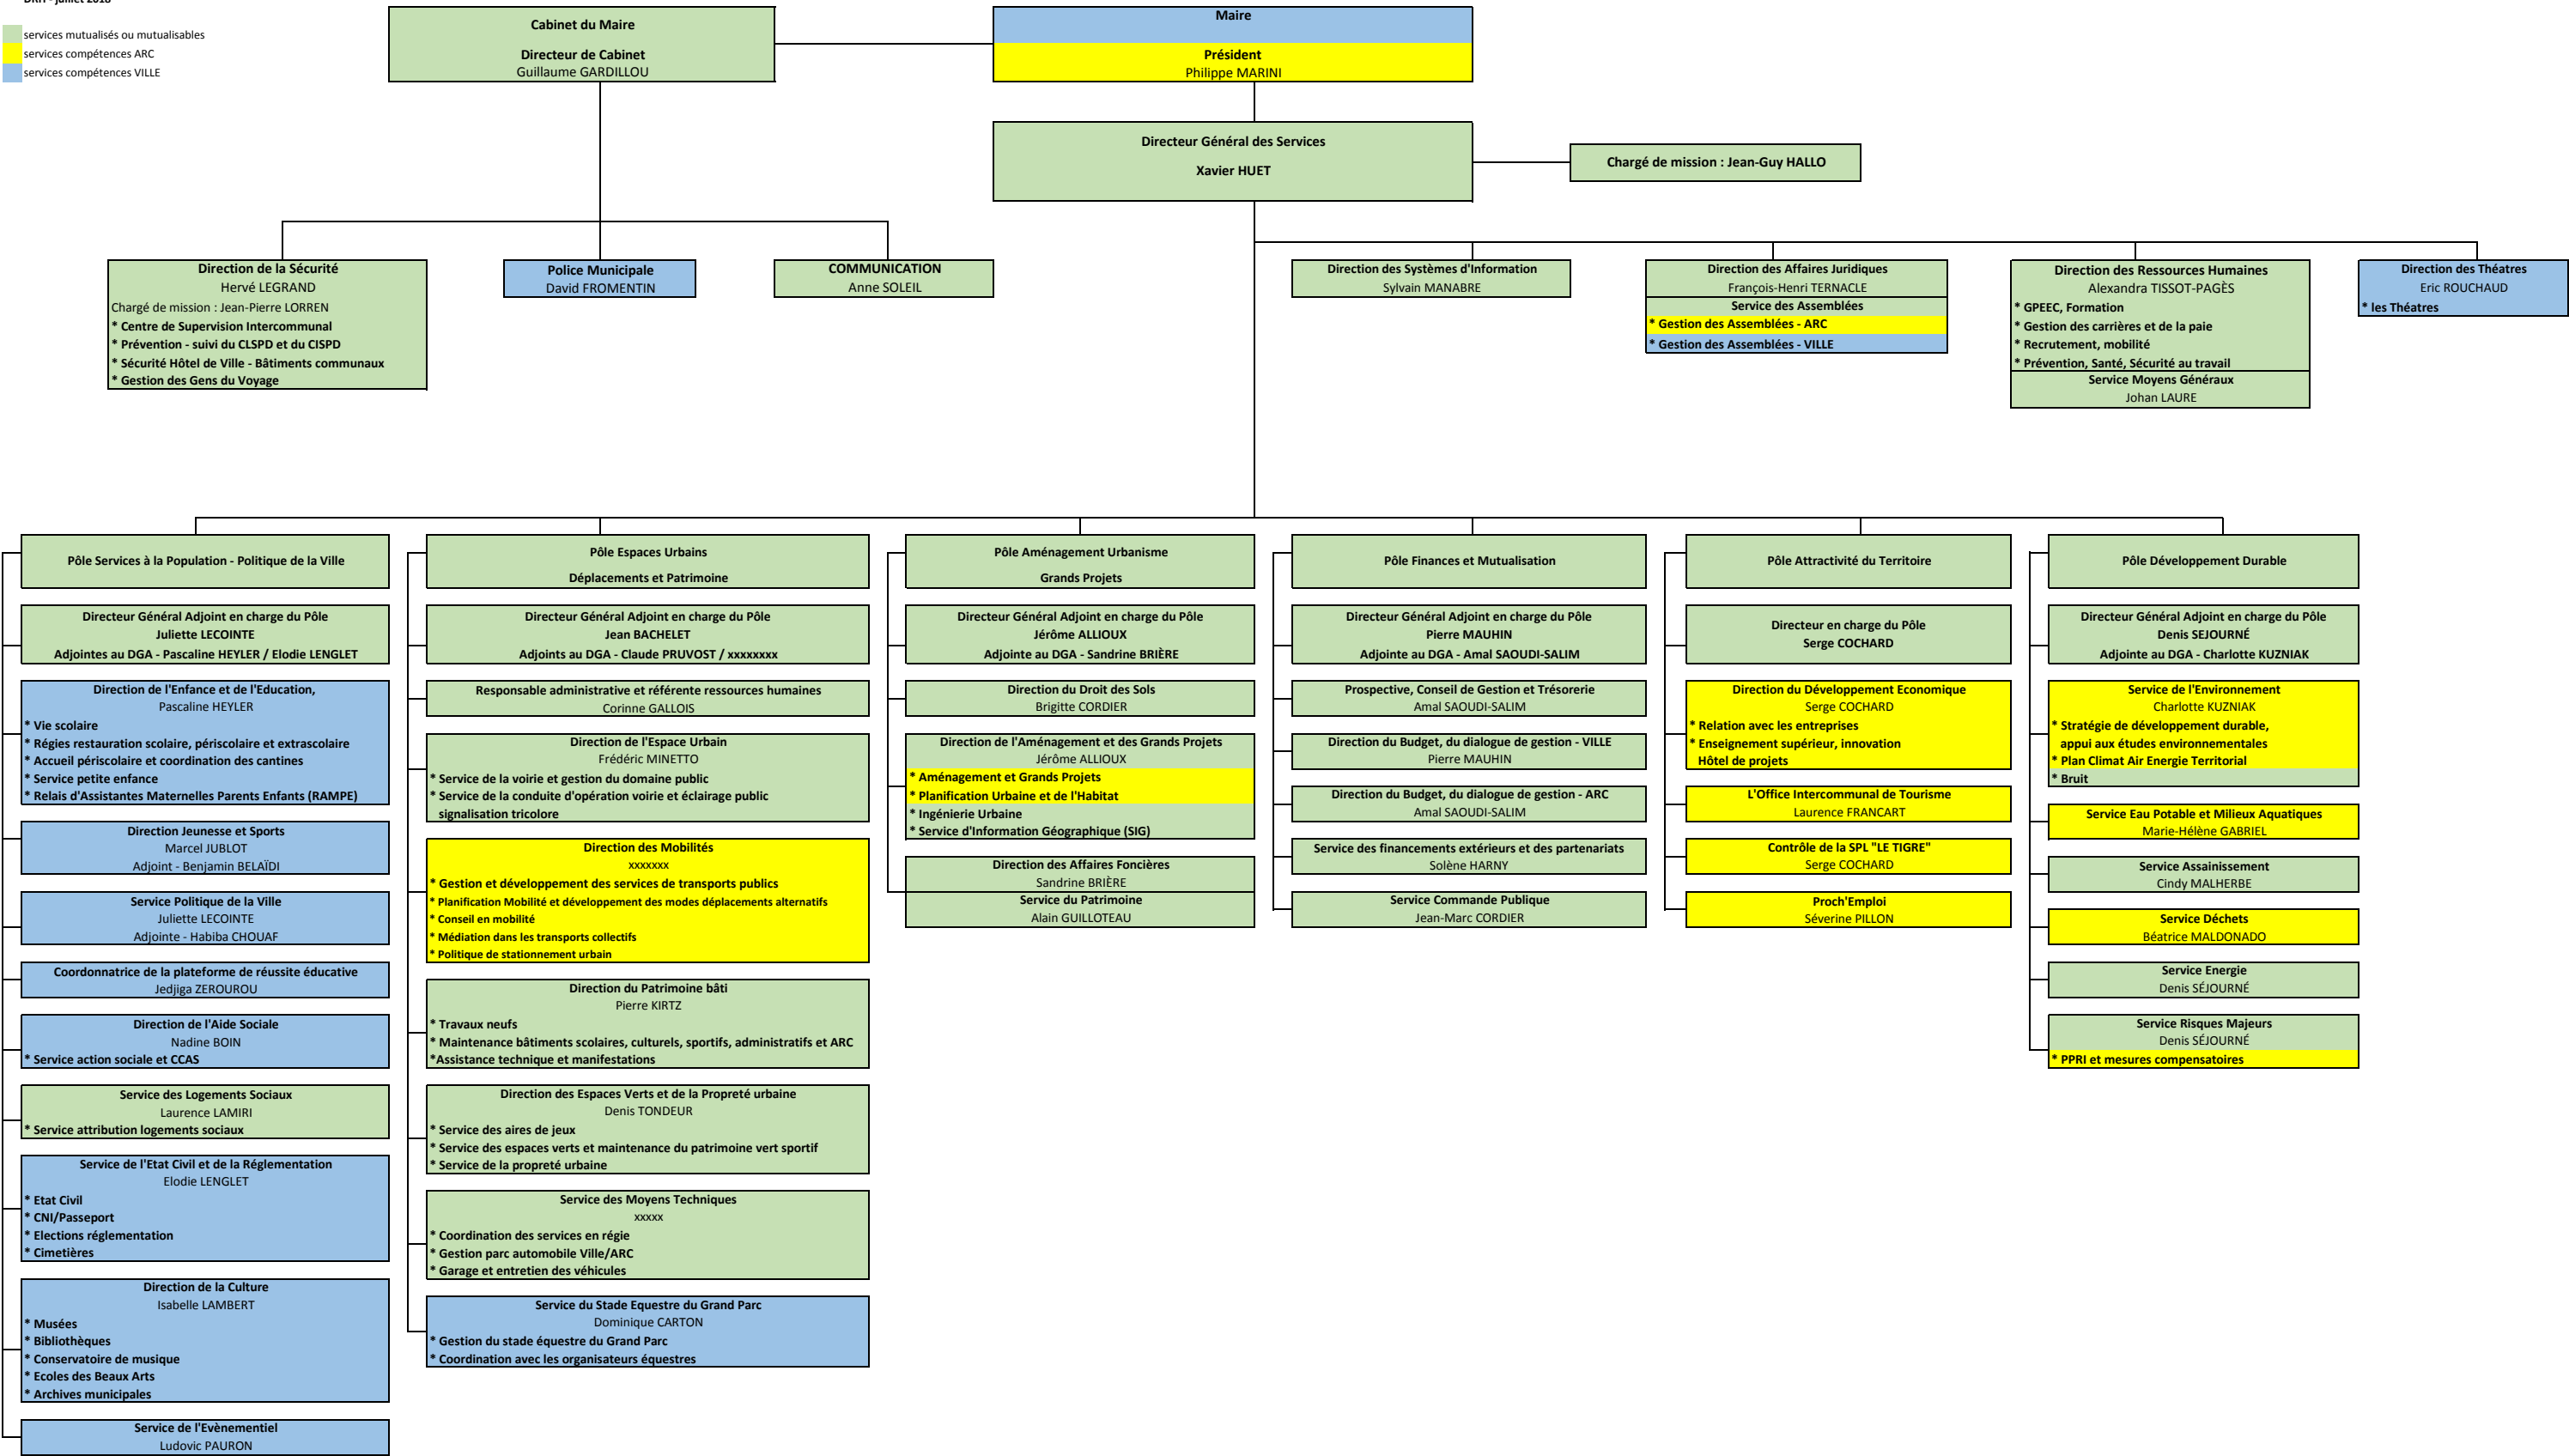 DRH - juillet 2018
services mutualisés ou mutualisables
services compétences ARC
services compétences VILLE
Cabinet du Maire
Directeur de Cabinet
Guillaume GARDILLOU
Maire
Président
Philippe MARINI
Directeur Général des Services
Xavier HUET
Chargé de mission : Jean-Guy HALLO
Direction de la Sécurité
Hervé LEGRAND
Chargé de mission : Jean-Pierre LORREN
* Centre de Supervision Intercommunal
* Prévention - suivi du CLSPD et du CISPD
* Sécurité Hôtel de Ville - Bâtiments communaux
* Gestion des Gens du Voyage
Police Municipale
David FROMENTIN
COMMUNICATION
Anne SOLEIL
Direction des Systèmes d'Information
Sylvain MANABRE
Direction des Affaires Juridiques
François-Henri TERNACLE
Service des Assemblées
* Gestion des Assemblées - ARC
* Gestion des Assemblées - VILLE
Direction des Ressources Humaines
Alexandra TISSOT-PAGÈS
* GPEEC, Formation
* Gestion des carrières et de la paie
* Recrutement, mobilité
* Prévention, Santé, Sécurité au travail
Service Moyens Généraux
Johan LAURE
Direction des Théatres
Eric ROUCHAUD
* les Théatres
Pôle Services à la Population - Politique de la Ville
Directeur Général Adjoint en charge du Pôle
Juliette LECOINTE
Adjointes au DGA - Pascaline HEYLER / Elodie LENGLET
Direction de l'Enfance et de l'Education,
Pascaline HEYLER
* Vie scolaire
* Régies restauration scolaire, périscolaire et extrascolaire
* Accueil périscolaire et coordination des cantines
* Service petite enfance
* Relais d'Assistantes Maternelles Parents Enfants (RAMPE)
Direction Jeunesse et Sports
Marcel JUBLOT
Adjoint - Benjamin BELAÏDI
Service Politique de la Ville
Juliette LECOINTE
Adjointe - Habiba CHOUAF
Coordonnatrice de la plateforme de réussite éducative
Jedjiga ZEROUROU
Direction de l'Aide Sociale
Nadine BOIN
* Service action sociale et CCAS
Service des Logements Sociaux
Laurence LAMIRI
* Service attribution logements sociaux
Service de l'Etat Civil et de la Réglementation
Elodie LENGLET
* Etat Civil
* CNI/Passeport
* Elections réglementation
* Cimetières
Direction de la Culture
Isabelle LAMBERT
* Musées
* Bibliothèques
* Conservatoire de musique
* Ecoles des Beaux Arts
* Archives municipales
Service de l'Evènementiel
Ludovic PAURON
Pôle Espaces Urbains
Déplacements et Patrimoine
Directeur Général Adjoint en charge du Pôle
Jean BACHELET
Adjoints au DGA - Claude PRUVOST / xxxxxxxx
Responsable administrative et référente ressources humaines
Corinne GALLOIS
Direction de l'Espace Urbain
Frédéric MINETTO
* Service de la voirie et gestion du domaine public
* Service de la conduite d'opération voirie et éclairage public
signalisation tricolore
Direction des Mobilités
xxxxxxx
* Gestion et développement des services de transports publics
* Planification Mobilité et développement des modes déplacements alternatifs
* Conseil en mobilité
* Médiation dans les transports collectifs
* Politique de stationnement urbain
Direction du Patrimoine bâti
Pierre KIRTZ
* Travaux neufs
* Maintenance bâtiments scolaires, culturels, sportifs, administratifs et ARC
*Assistance technique et manifestations
Direction des Espaces Verts et de la Propreté urbaine
Denis TONDEUR
* Service des aires de jeux
* Service des espaces verts et maintenance du patrimoine vert sportif
* Service de la propreté urbaine
Service des Moyens Techniques
xxxxx
* Coordination des services en régie
* Gestion parc automobile Ville/ARC
* Garage et entretien des véhicules
Service du Stade Equestre du Grand Parc
Dominique CARTON
* Gestion du stade équestre du Grand Parc
* Coordination avec les organisateurs équestres
Pôle Aménagement Urbanisme
Grands Projets
Directeur Général Adjoint en charge du Pôle
Jérôme ALLIOUX
Adjointe au DGA - Sandrine BRIÈRE
Direction du Droit des Sols
Brigitte CORDIER
Direction de l'Aménagement et des Grands Projets
Jérôme ALLIOUX
* Aménagement et Grands Projets
* Planification Urbaine et de l'Habitat
* Ingénierie Urbaine
* Service d'Information Géographique (SIG)
Direction des Affaires Foncières
Sandrine BRIÈRE
Service du Patrimoine
Alain GUILLOTEAU
Pôle Finances et Mutualisation
Directeur Général Adjoint en charge du Pôle
Pierre MAUHIN
Adjointe au DGA - Amal SAOUDI-SALIM
Prospective, Conseil de Gestion et Trésorerie
Amal SAOUDI-SALIM
Direction du Budget, du dialogue de gestion - VILLE
Pierre MAUHIN
Direction du Budget, du dialogue de gestion - ARC
Amal SAOUDI-SALIM
Service des financements extérieurs et des partenariats
Solène HARNY
Service Commande Publique
Jean-Marc CORDIER
Pôle Attractivité du Territoire
Directeur en charge du Pôle
Serge COCHARD
Direction du Développement Economique
Serge COCHARD
* Relation avec les entreprises
* Enseignement supérieur, innovation
Hôtel de projets
L'Office Intercommunal de Tourisme
Laurence FRANCART
Contrôle de la SPL "LE TIGRE"
Serge COCHARD
Proch'Emploi
Séverine PILLON
Pôle Développement Durable
Directeur Général Adjoint en charge du Pôle
Denis SEJOURNÉ
Adjointe au DGA - Charlotte KUZNIAK
Service de l'Environnement
Charlotte KUZNIAK
* Stratégie de développement durable,
appui aux études environnementales
* Plan Climat Air Energie Territorial
* Bruit
Service Eau Potable et Milieux Aquatiques
Marie-Hélène GABRIEL
Service Assainissement
Cindy MALHERBE
Service Déchets
Béatrice MALDONADO
Service Energie
Denis SÉJOURNÉ
Service Risques Majeurs
Denis SÉJOURNÉ
* PPRI et mesures compensatoires